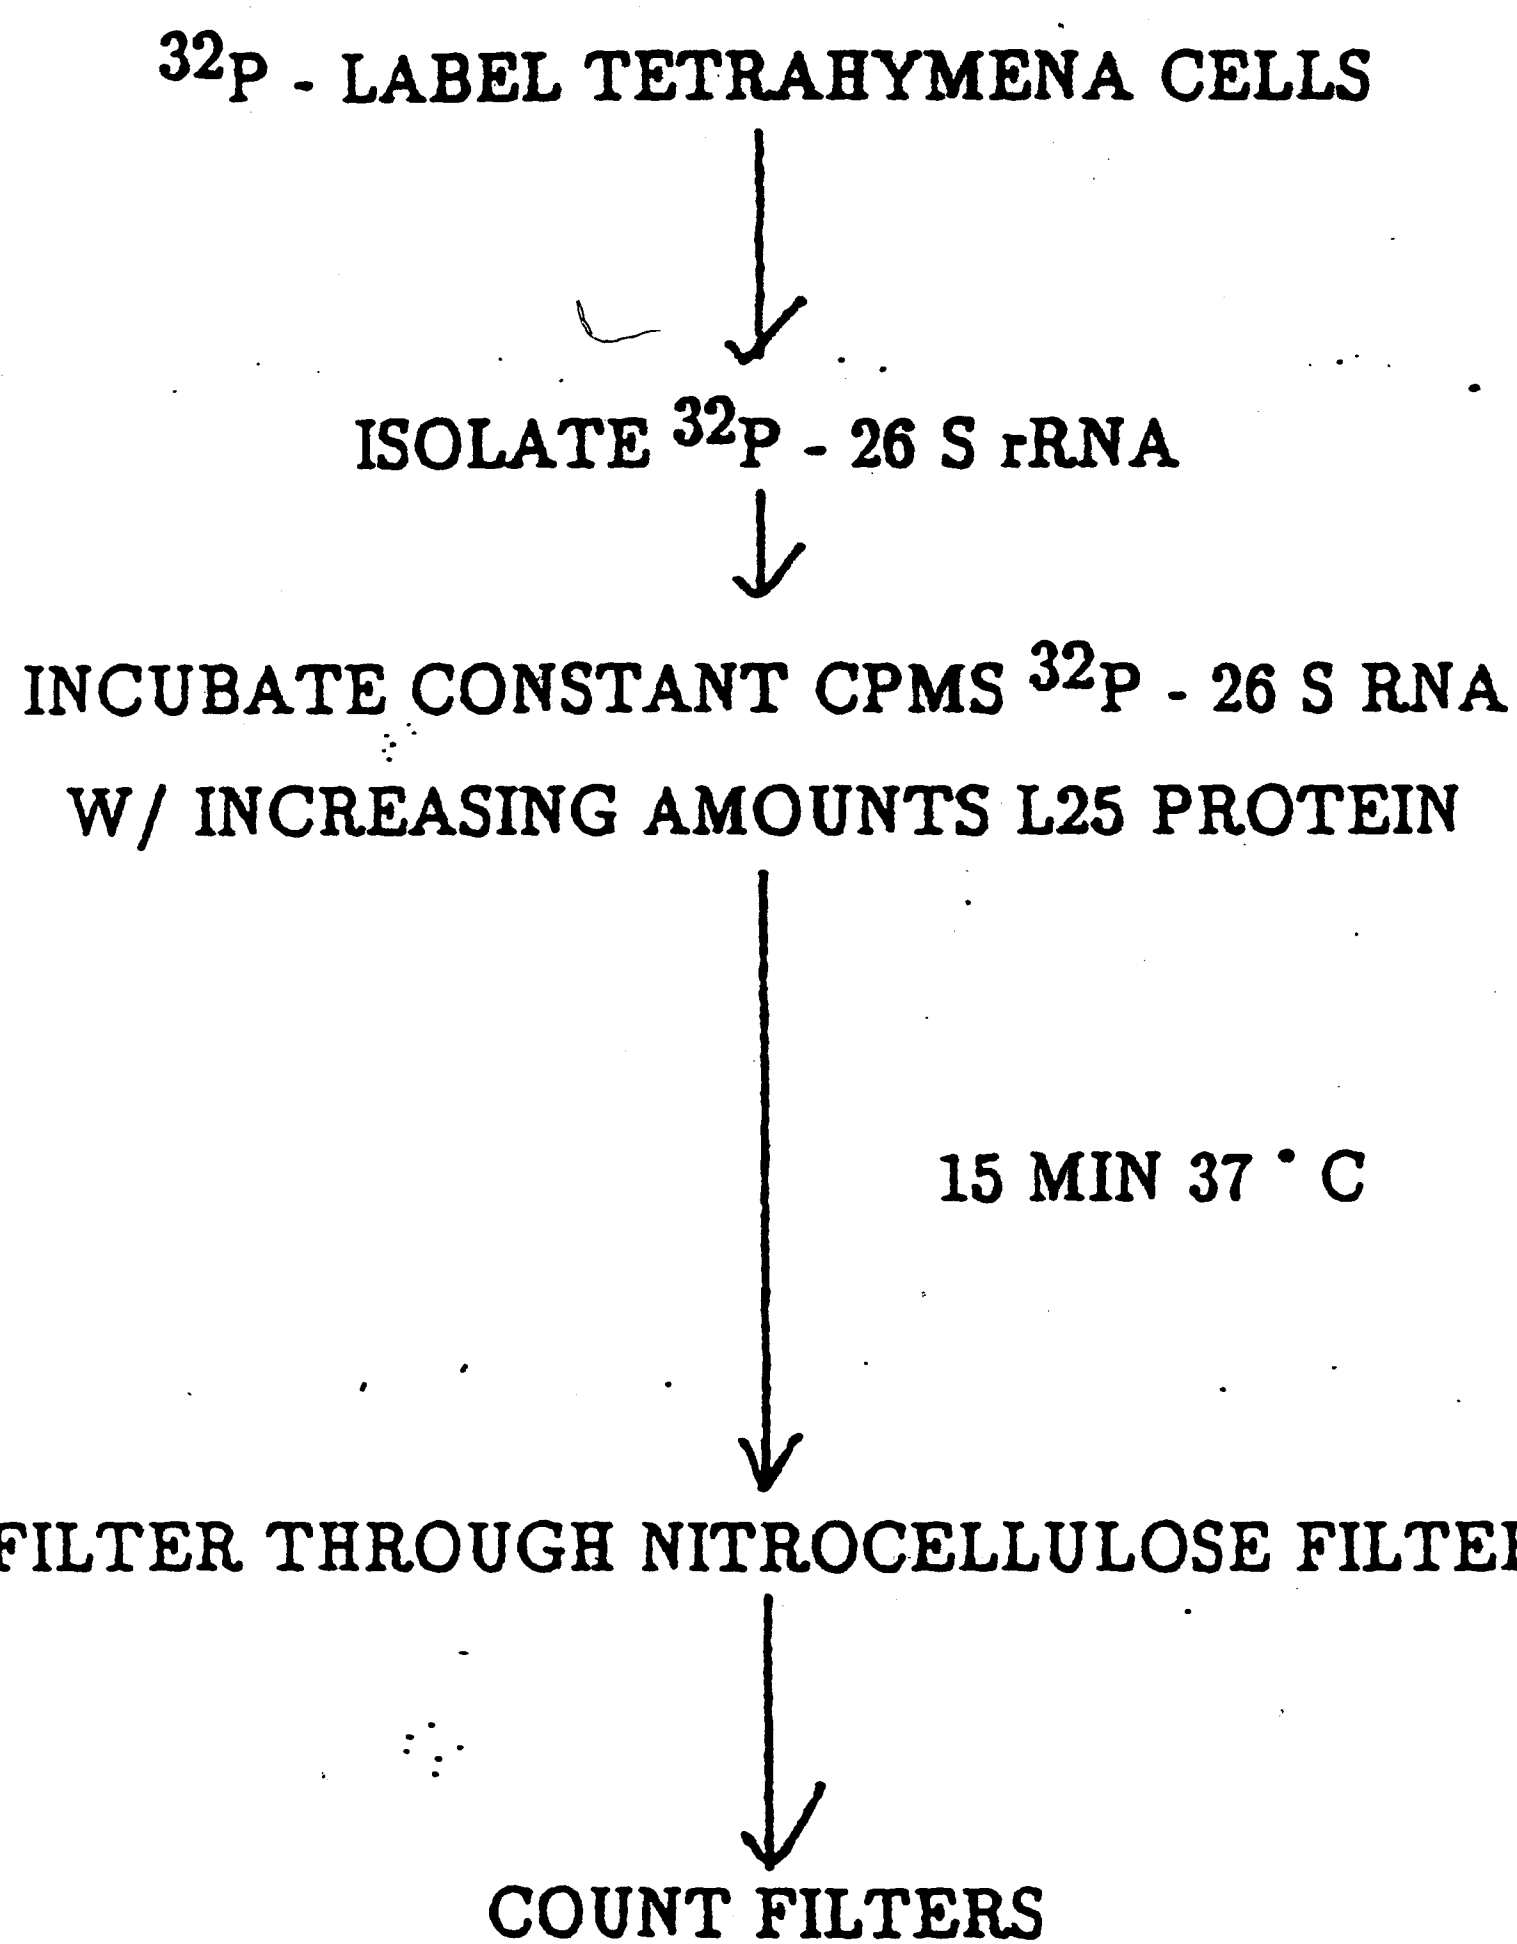 ³²P - LABEL TETRAHYMENA CELLS
ISOLATE ³²P - 26 S rRNA
INCUBATE CONSTANT CPMS ³²P - 26 S RNA
W/ INCREASING AMOUNTS L25 PROTEIN
15 MIN 37 ° C
FILTER THROUGH NITROCELLULOSE FILTER
COUNT FILTERS